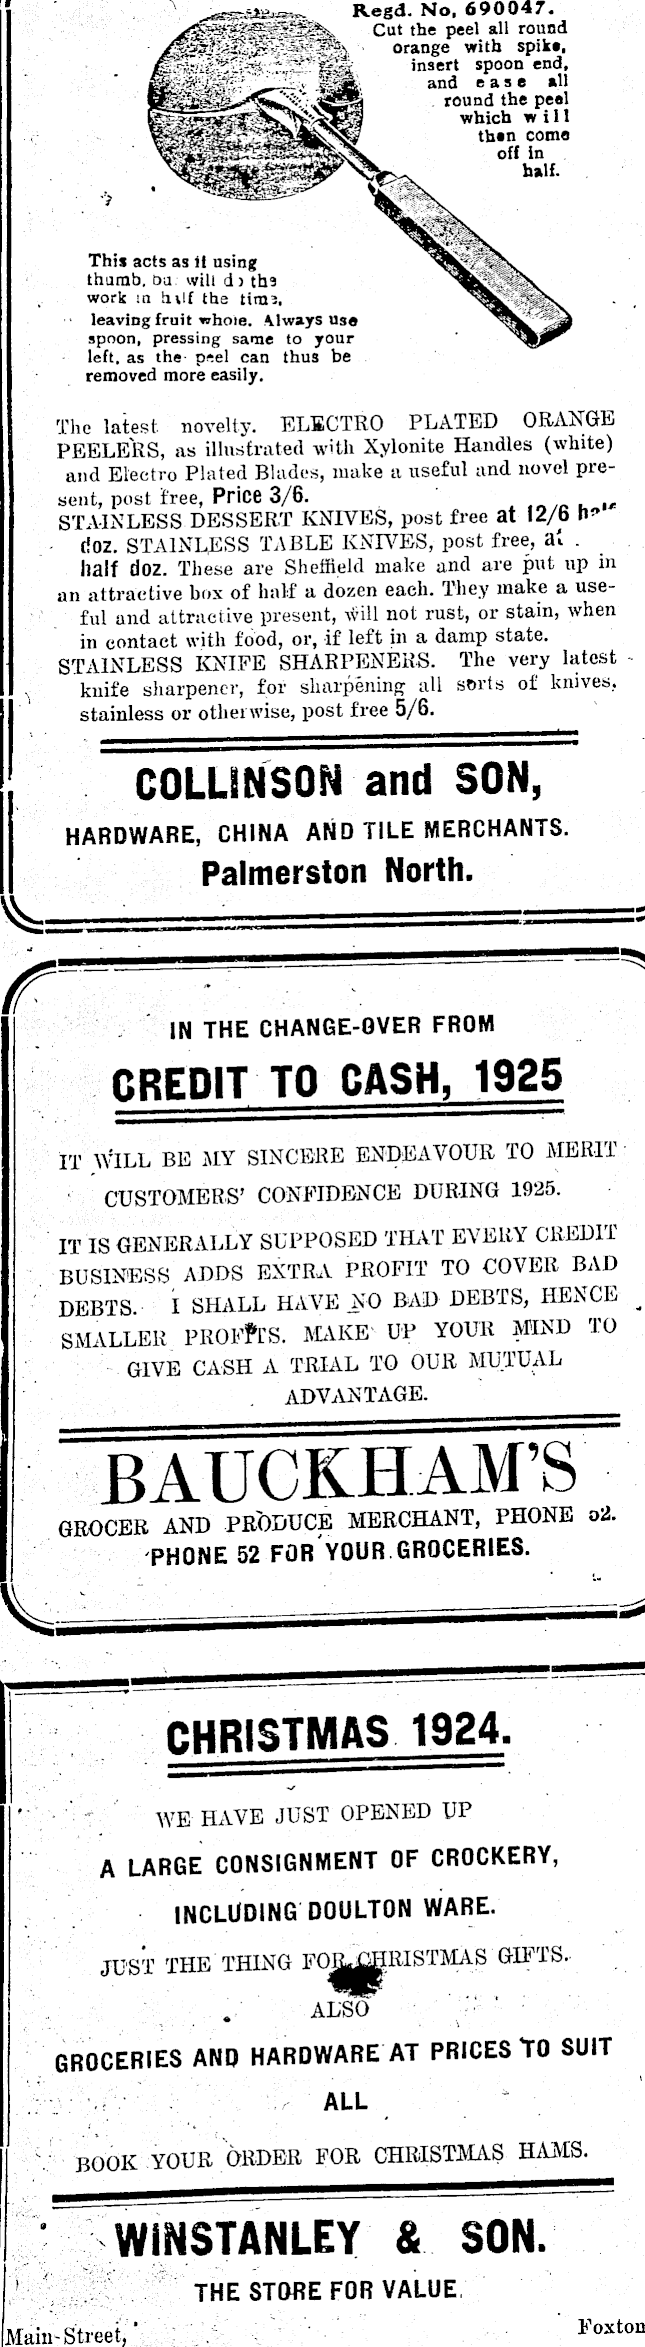 Regd. No, 690047.
Cut the peel all round
orange with spike,
insert spoon end,
and ease all
round the peel
which will
then come
off in
half.
This acts as if using
thumb, but will do the
work in half the time,
leaving fruit whole. Always use
spoon, pressing same to your
left, as the peel can thus be
removed more easily.
The latest novelty. ELECTRO PLATED ORANGE
PEELERS, as illustrated with Xylonite Handles (white)
and Electro Plated Blades, make a useful and novel pre-
sent, post free, Price 3/6.
STAINLESS DESSERT KNIVES, post free at 12/6 half
doz. STAINLESS TABLE KNIVES, post free, at
half doz. These are Sheffield make and are put up in
an attractive box of half a dozen each. They make a use-
ful and attractive present, will not rust, or stain, when
in contact with food, or, if left in a damp state.
STAINLESS KNIFE SHARPENERS. The very latest
knife sharpener, for sharpening all sorts of knives,
stainless or otherwise, post free 5/6.
COLLINSON and SON,
HARDWARE, CHINA AND TILE MERCHANTS.
Palmerston North.
IN THE CHANGE-OVER FROM
CREDIT TO CASH, 1925
IT WILL BE MY SINCERE ENDEAVOUR TO MERIT
CUSTOMERS' CONFIDENCE DURING 1925.
IT IS GENERALLY SUPPOSED THAT EVERY CREDIT
BUSINESS ADDS EXTRA PROFIT TO COVER BAD
DEBTS. I SHALL HAVE NO BAD DEBTS, HENCE
SMALLER PROFITS. MAKE UP YOUR MIND TO
GIVE CASH A TRIAL TO OUR MUTUAL
ADVANTAGE.
BAUCKHAM'S
GROCER AND PRODUCE MERCHANT, PHONE 52.
PHONE 52 FOR YOUR GROCERIES.
CHRISTMAS 1924.
WE HAVE JUST OPENED UP
A LARGE CONSIGNMENT OF CROCKERY,
INCLUDING DOULTON WARE.
JUST THE THING FOR CHRISTMAS GIFTS.
ALSO
GROCERIES AND HARDWARE AT PRICES TO SUIT
ALL
BOOK YOUR ORDER FOR CHRISTMAS HAMS.
WINSTANLEY & SON.
THE STORE FOR VALUE.
Main-Street, Foxton